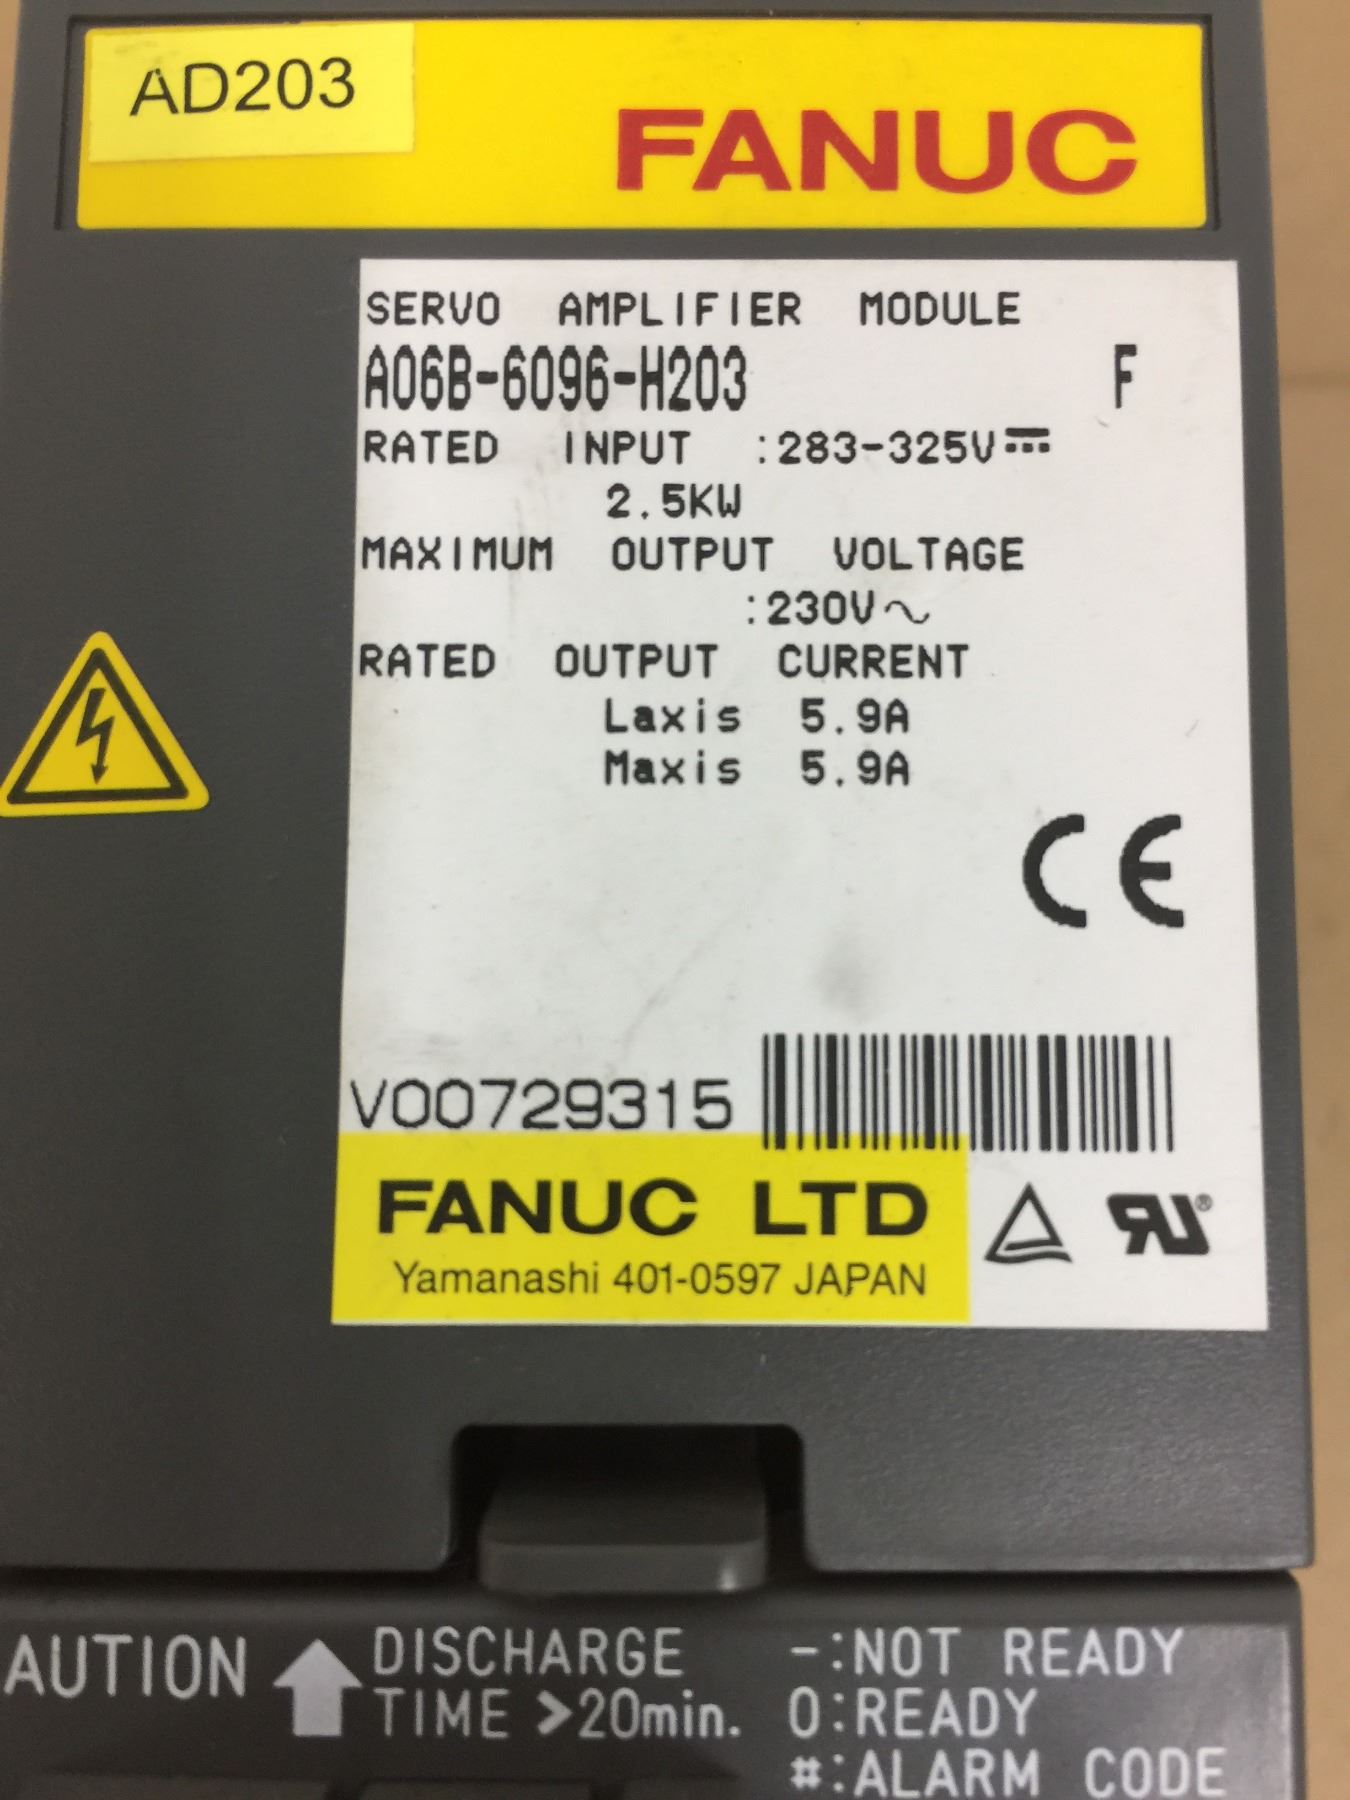 AD203
FANUC
SERVO AMPLIFIER MODULE
A06B-6096-H203 F
RATED INPUT :283-325V⎓
2.5KW
MAXIMUM OUTPUT VOLTAGE
:230V~
RATED OUTPUT CURRENT
Laxis 5.9A
Maxis 5.9A
CE
V00729315
FANUC LTD
Yamanashi 401-0597 JAPAN
RU®
AUTION DISCHARGE -:NOT READY
TIME >20min. 0:READY
#:ALARM CODE